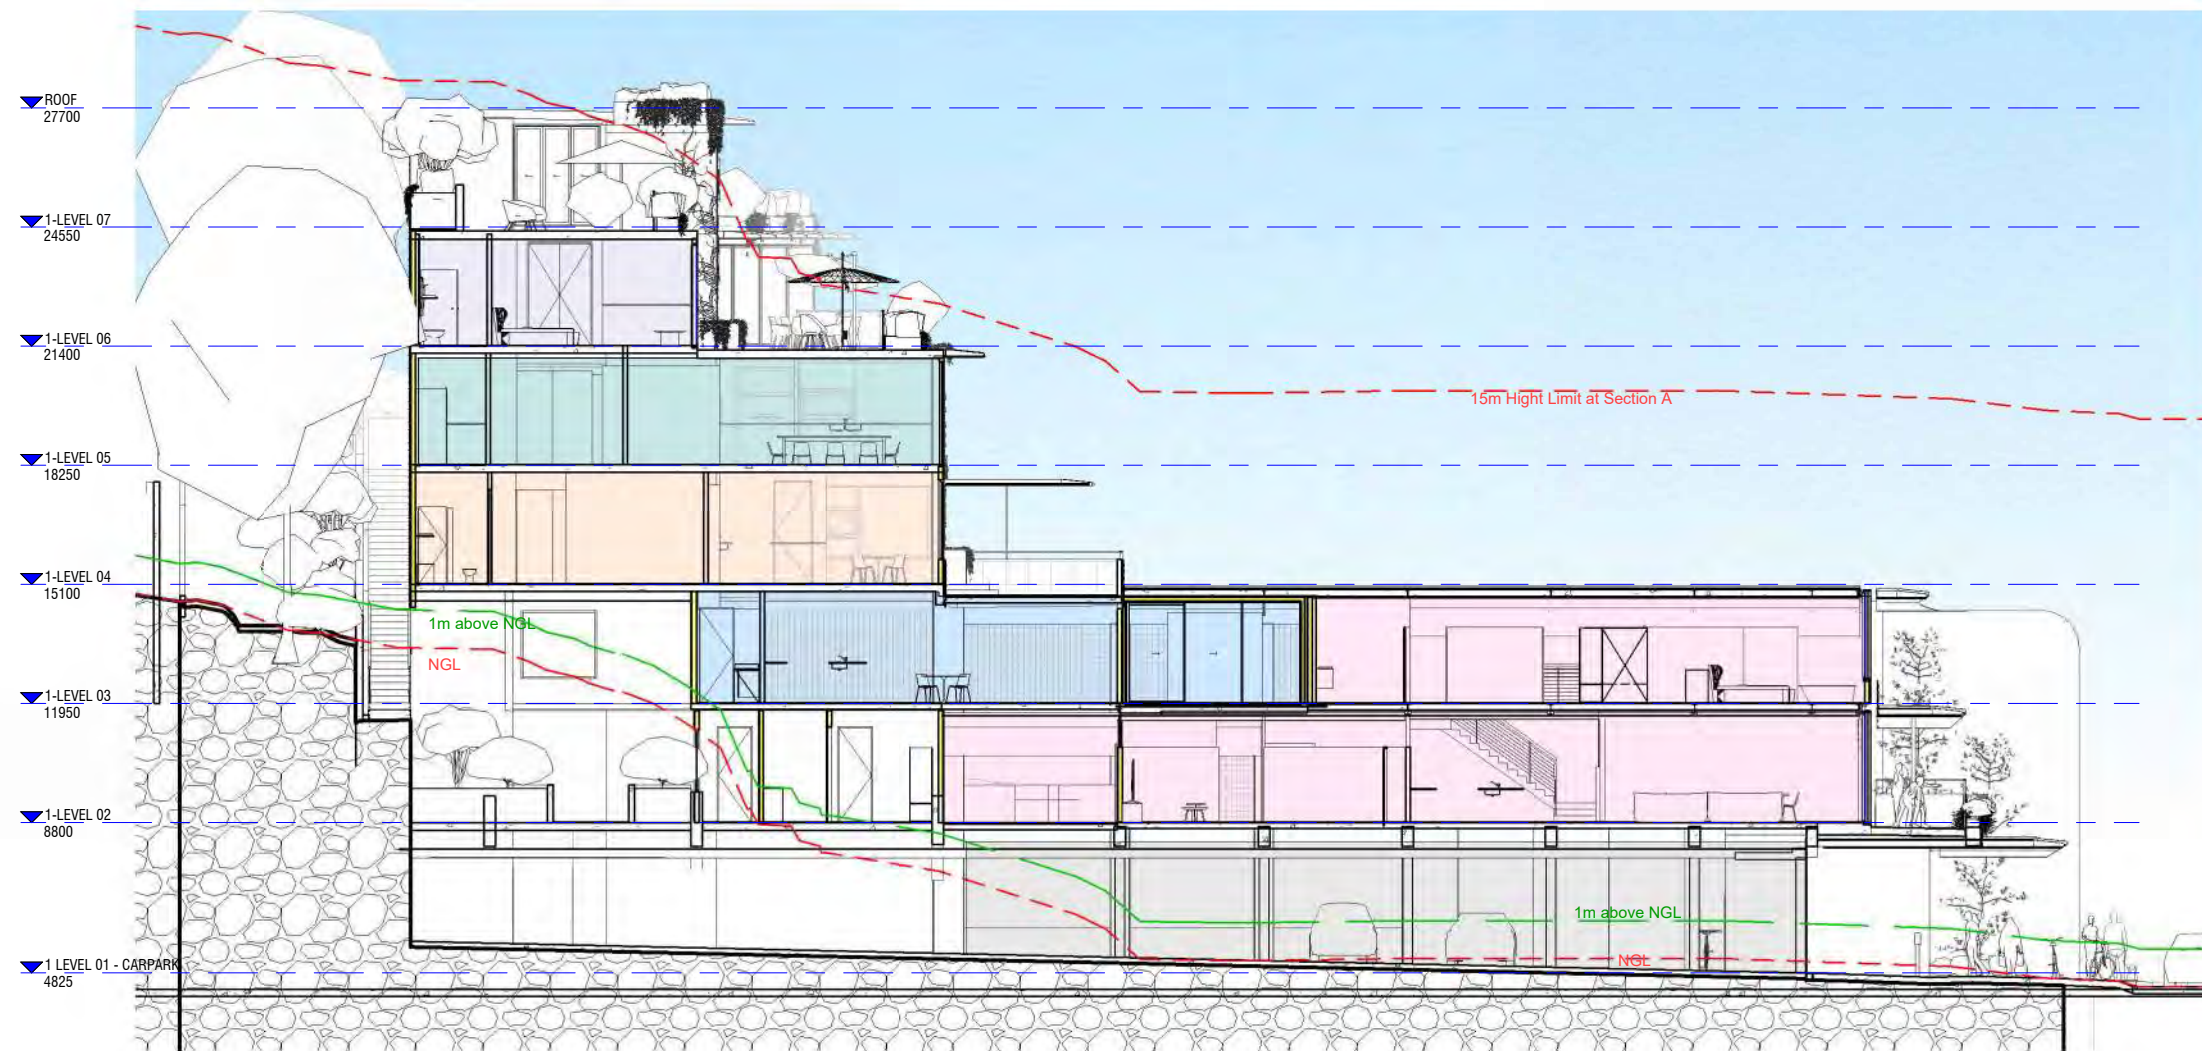 ROOF
27700
1-LEVEL 07
24550
1-LEVEL 06
21400
15m Hight Limit at Section A
1-LEVEL 05
18250
1-LEVEL 04
15100
1m above NGL
NGL
1-LEVEL 03
11950
1-LEVEL 02
8800
1m above NGL
NGL
1 LEVEL 01 - CARPARK
4825